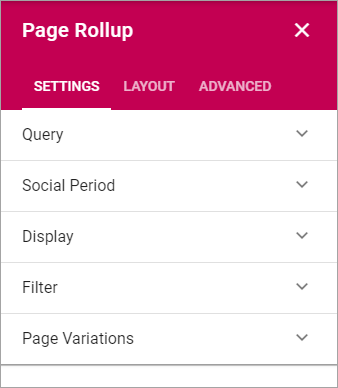 Page Rollup
SETTINGS LAYOUT ADVANCED
Query
Social Period
Display
Filter
Page Variations